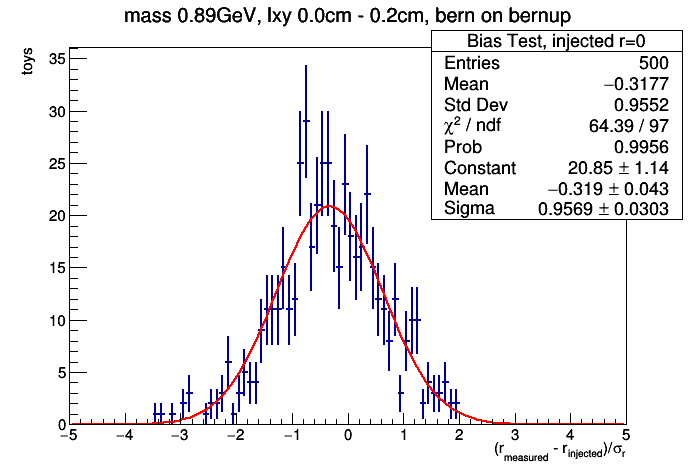 mass 0.89GeV, lxy 0.0cm - 0.2cm, bern on bernup
Bias Test, injected r=0
Entries 500
Mean −0.3177
Std Dev 0.9552
χ² / ndf 64.39 / 97
Prob 0.9956
Constant 20.85 ± 1.14
Mean −0.319 ± 0.043
Sigma 0.9569 ± 0.0303
toys
35
30
25
20
15
10
5
0
−5 −4 −3 −2 −1 0 1 2 3 4 5
(r_measured - r_injected)/σ_r